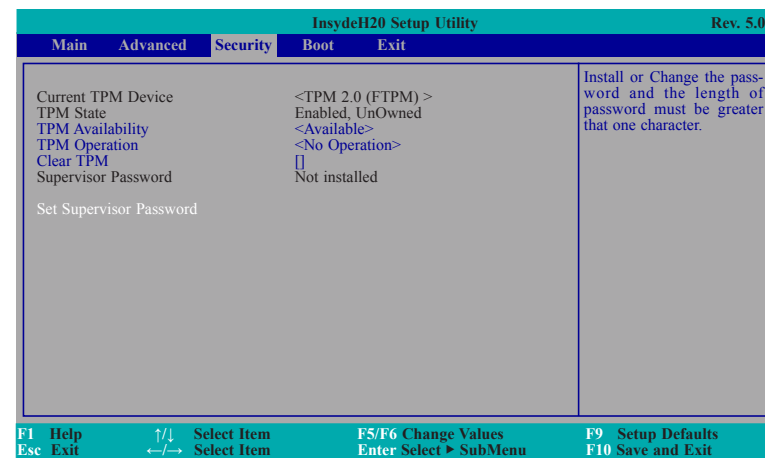 InsydeH20 Setup Utility Rev. 5.0
Main Advanced Security Boot Exit
Current TPM Device <TPM 2.0 (FTPM) >
TPM State Enabled, UnOwned
TPM Availability <Available>
TPM Operation <No Operation>
Clear TPM []
Supervisor Password Not installed
Set Supervisor Password
Install or Change the pass-
word and the length of
password must be greater
that one character.
F1 Help ↑/↓ Select Item F5/F6 Change Values F9 Setup Defaults
Esc Exit ←/→ Select Item Enter Select ▶ SubMenu F10 Save and Exit